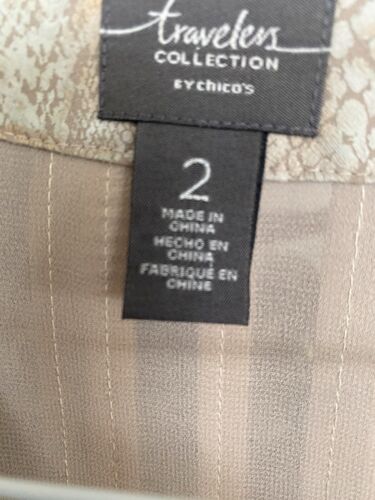 travelers
COLLECTION
BY CHICO'S
2
MADE IN
CHINA
HECHO EN
CHINA
FABRIQUÉ EN
CHINE